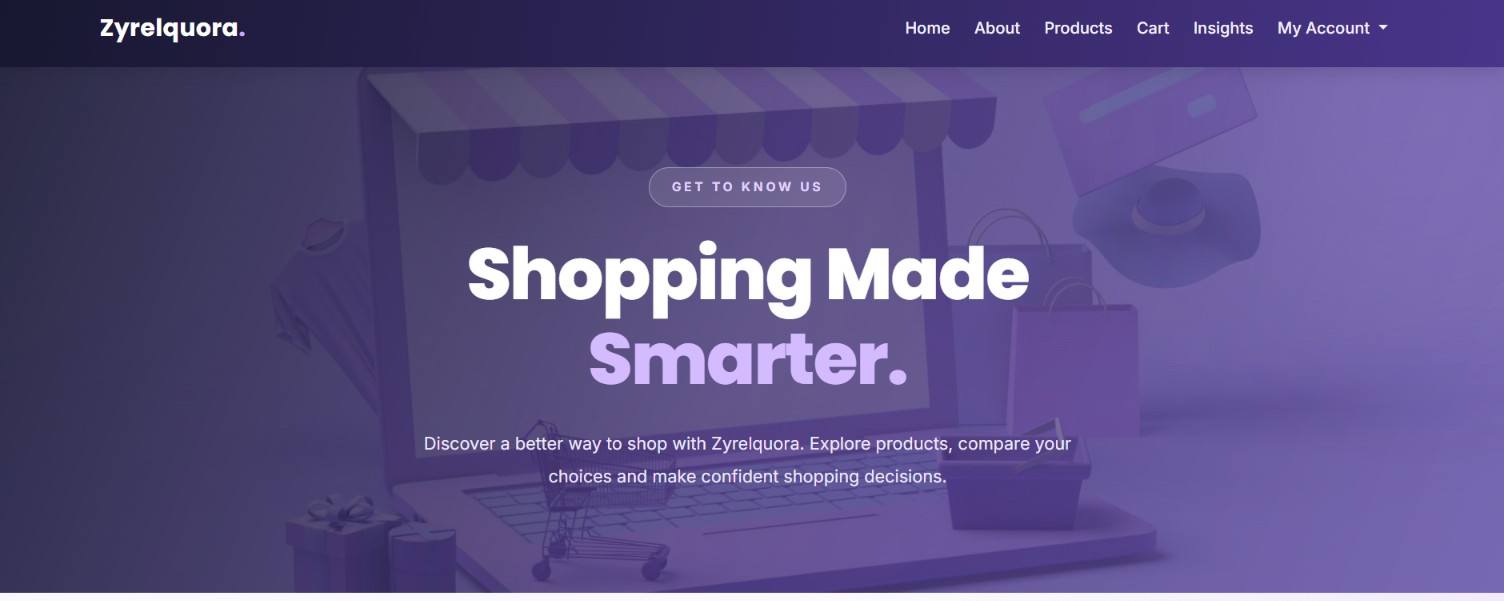 Zyrelquora.
Home About Products Cart Insights My Account
GET TO KNOW US
Shopping Made
Smarter.
Discover a better way to shop with Zyrelquora. Explore products, compare your
choices and make confident shopping decisions.